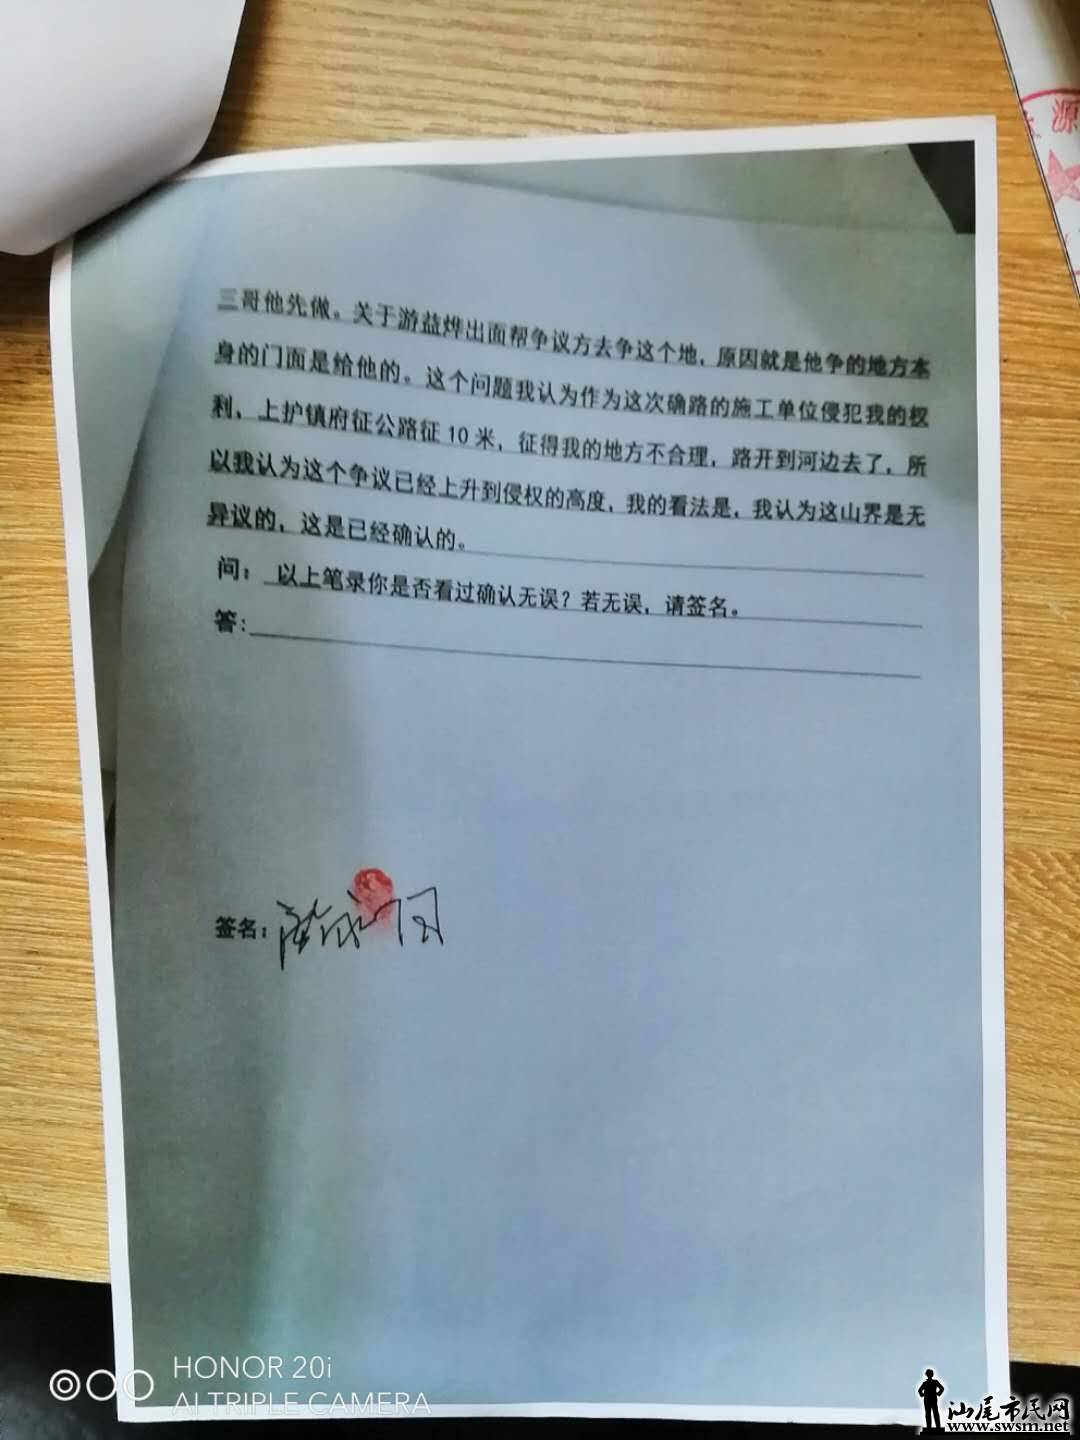 三哥他先做。关于游益烨出面帮争议方去争这个地，原因就是他争的地方本
身的门面是给他的。这个问题我认为作为这次确路的施工单位侵犯我的权
利，上护镇府征公路征10米，征得我的地方不合理，路开到河边去了，所
以我认为这个争议已经上升到侵权的高度，我的看法是，我认为这山界是无
异议的，这是已经确认的。
问：以上笔录你是否看过确认无误？若无误，请签名。
答:
签名：
源
HONOR 20i
AI TRIPLE CAMERA
汕尾市民网
www.swsm.net